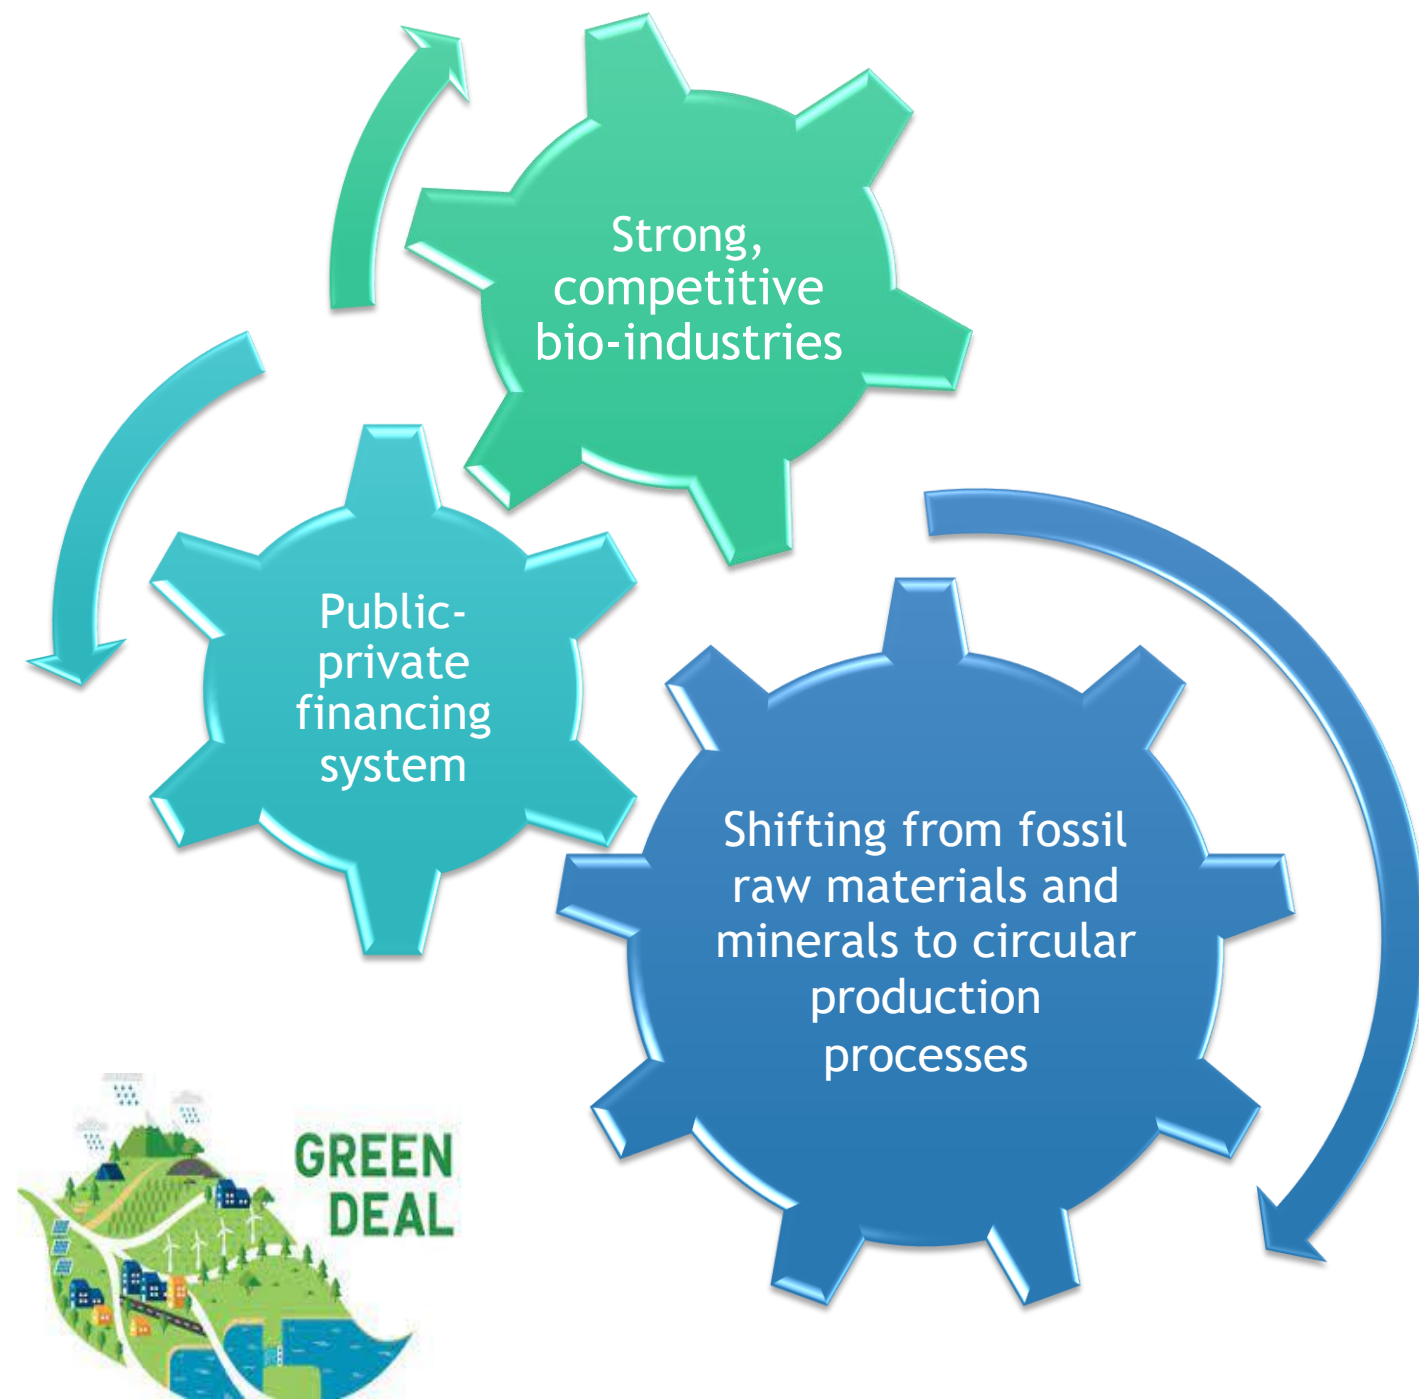 Strong,
competitive
bio-industries
Public-
private
financing
system
Shifting from fossil
raw materials and
minerals to circular
production
processes
GREEN
DEAL